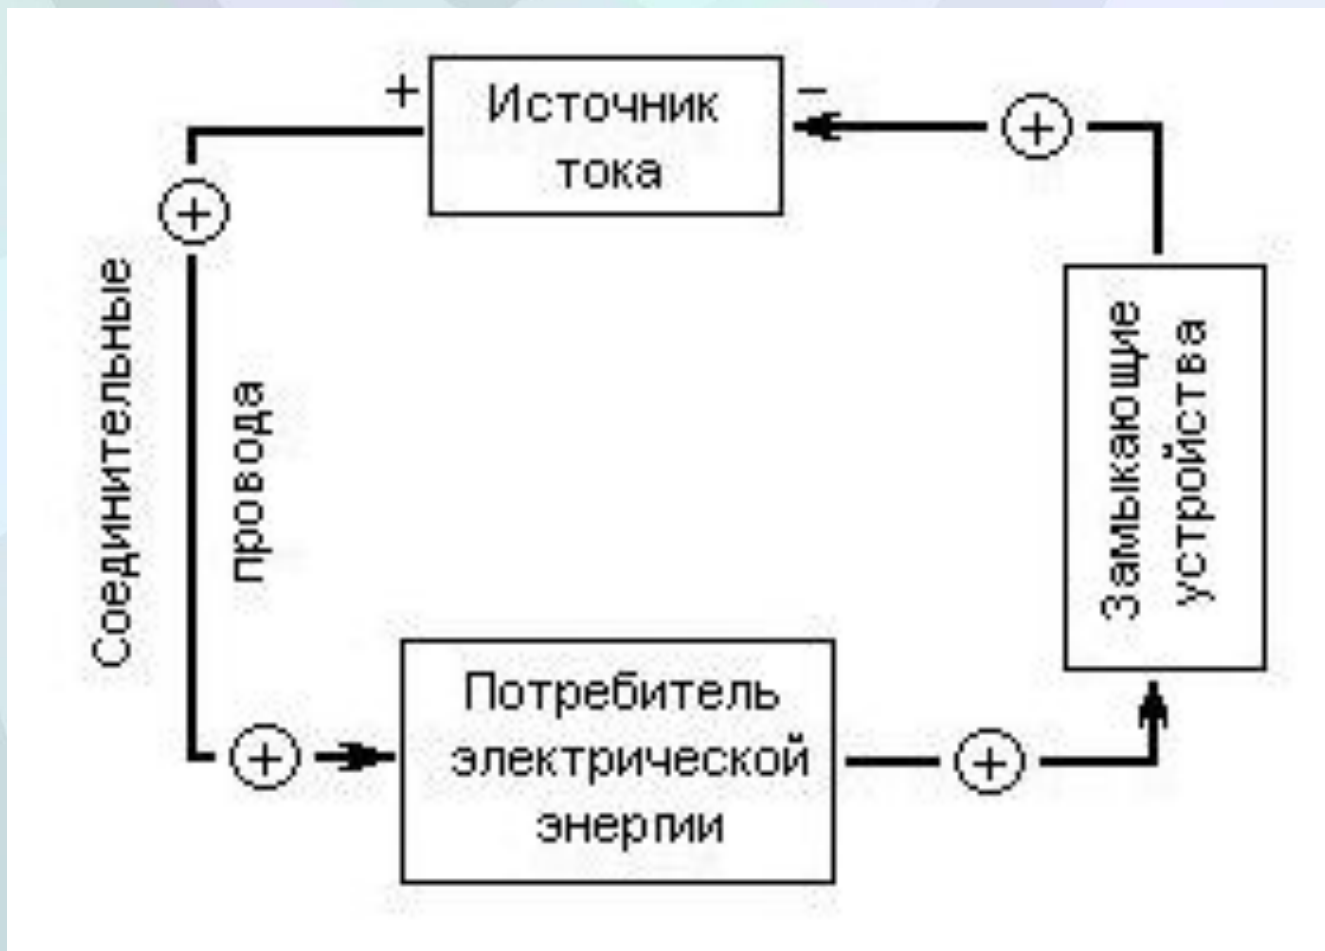 +
Источник
−
тока
+
+
Соединительные
провода
Замыкающие
устройства
Потребитель
электрической
энергии
+
+